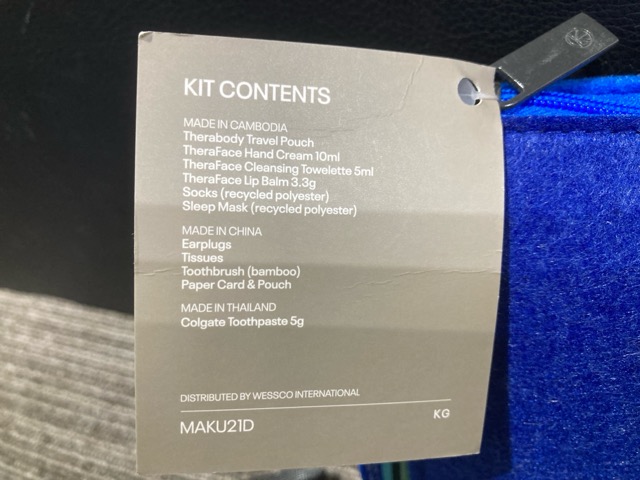 KIT CONTENTS
MADE IN CAMBODIA
Therabody Travel Pouch
TheraFace Hand Cream 10ml
TheraFace Cleansing Towelette 5ml
TheraFace Lip Balm 3.3g
Socks (recycled polyester)
Sleep Mask (recycled polyester)
MADE IN CHINA
Earplugs
Tissues
Toothbrush (bamboo)
Paper Card & Pouch
MADE IN THAILAND
Colgate Toothpaste 5g
DISTRIBUTED BY WESSCO INTERNATIONAL
MAKU21D
KG